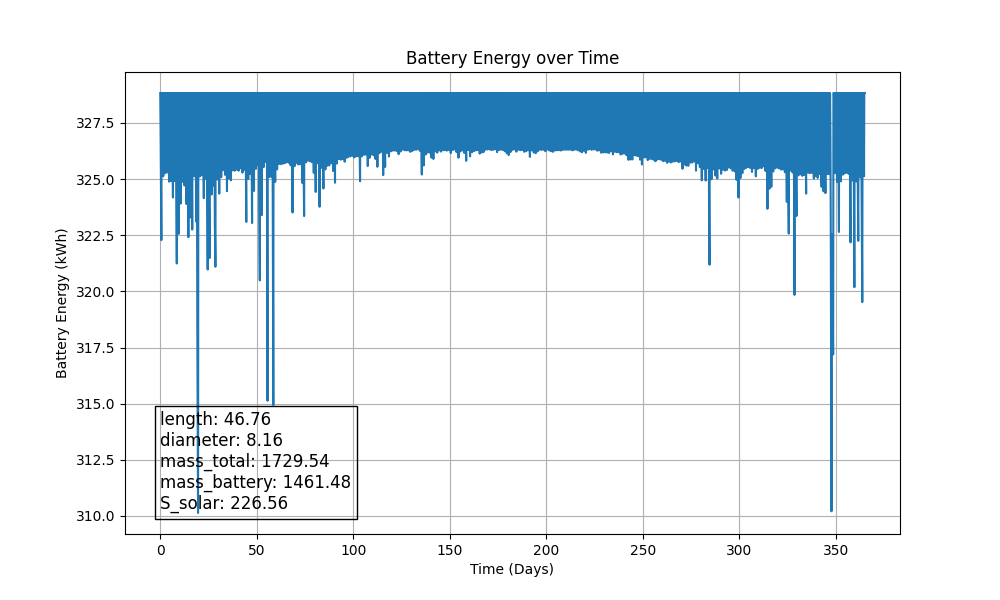 Battery Energy over Time
Battery Energy (kWh)
327.5
325.0
322.5
320.0
317.5
315.0
312.5
310.0
length: 46.76
diameter: 8.16
mass_total: 1729.54
mass_battery: 1461.48
S_solar: 226.56
0 50 100 150 200 250 300 350
Time (Days)